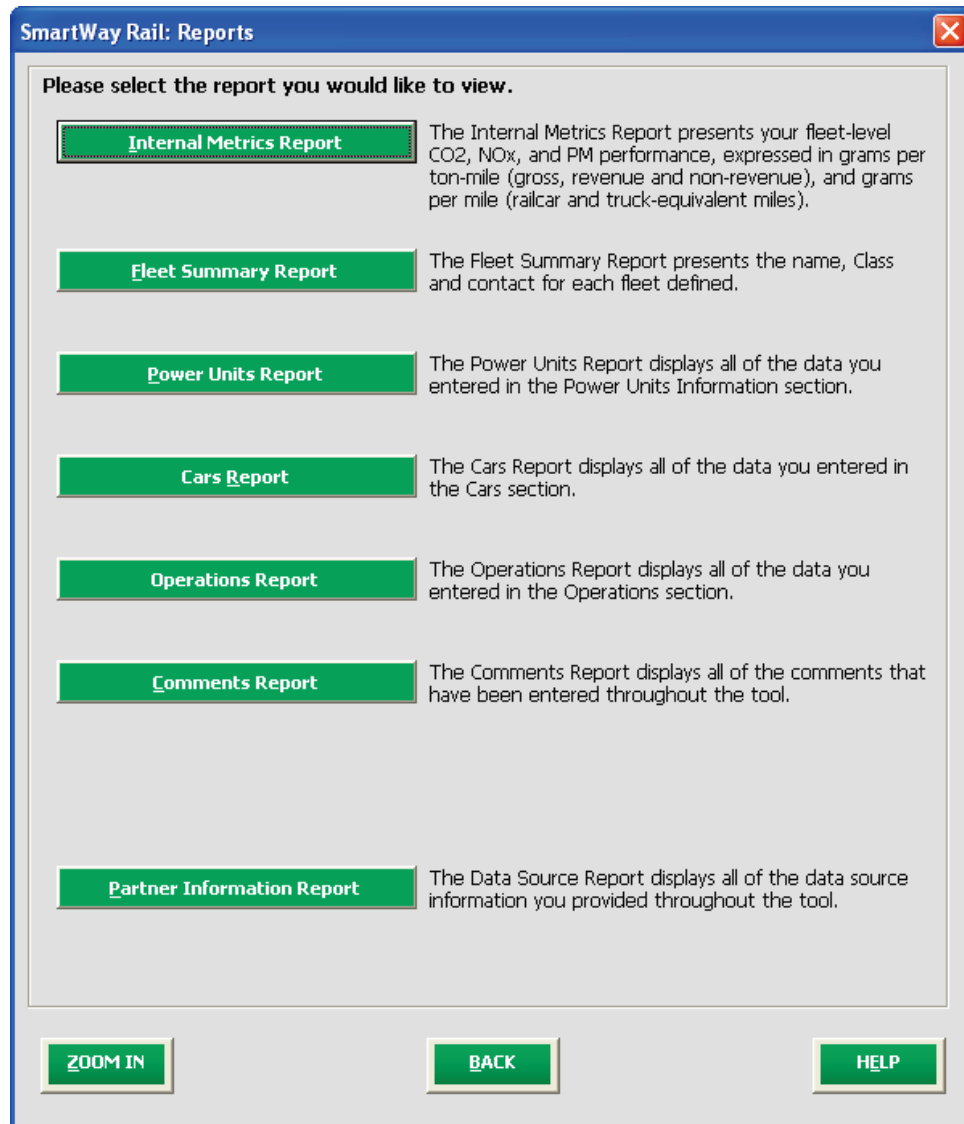 SmartWay Rail: Reports
Please select the report you would like to view.
Internal Metrics Report
The Internal Metrics Report presents your fleet-level
CO2, NOx, and PM performance, expressed in grams per
ton-mile (gross, revenue and non-revenue), and grams
per mile (railcar and truck-equivalent miles).
Fleet Summary Report
The Fleet Summary Report presents the name, Class
and contact for each fleet defined.
Power Units Report
The Power Units Report displays all of the data you
entered in the Power Units Information section.
Cars Report
The Cars Report displays all of the data you entered in
the Cars section.
Operations Report
The Operations Report displays all of the data you
entered in the Operations section.
Comments Report
The Comments Report displays all of the comments that
have been entered throughout the tool.
Partner Information Report
The Data Source Report displays all of the data source
information you provided throughout the tool.
ZOOM IN
BACK
HELP